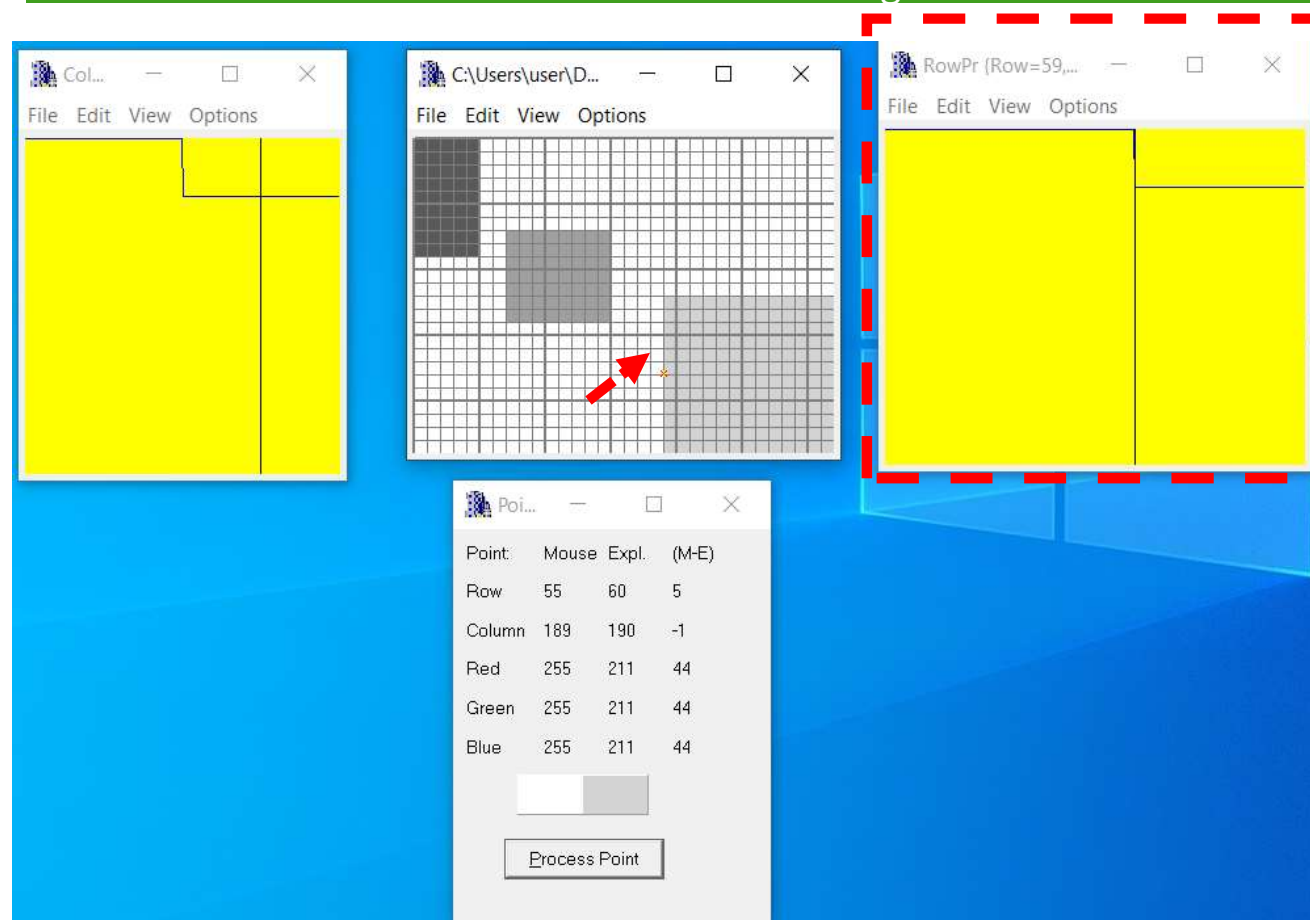 Col...
File Edit View Options
C:\Users\user\D...
File Edit View Options
RowPr {Row=59,...
File Edit View Options
Poi...
Point: Mouse Expl. (M-E)
Row 55 60 5
Column 189 190 -1
Red 255 211 44
Green 255 211 44
Blue 255 211 44
Process Point